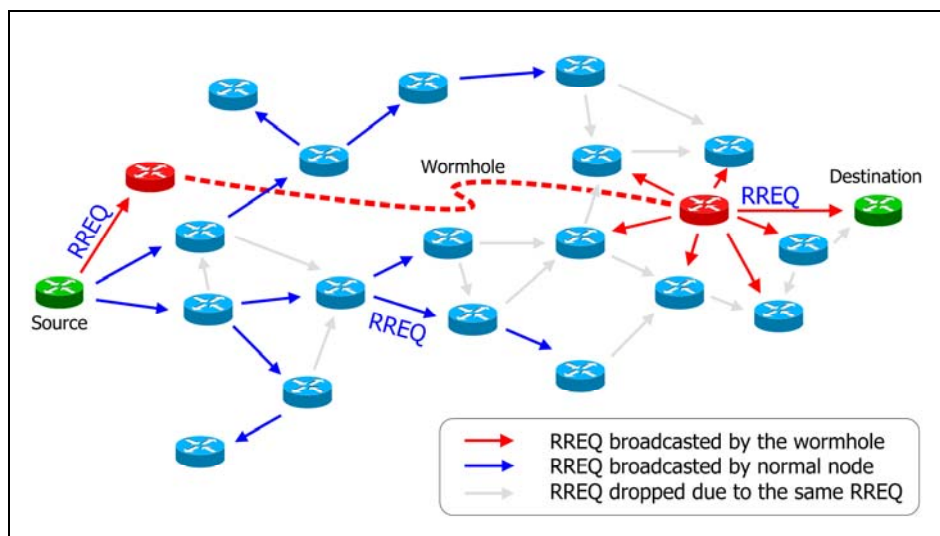 Wormhole
Destination
RREQ
RREQ
Source
RREQ
RREQ broadcasted by the wormhole
RREQ broadcasted by normal node
RREQ dropped due to the same RREQ